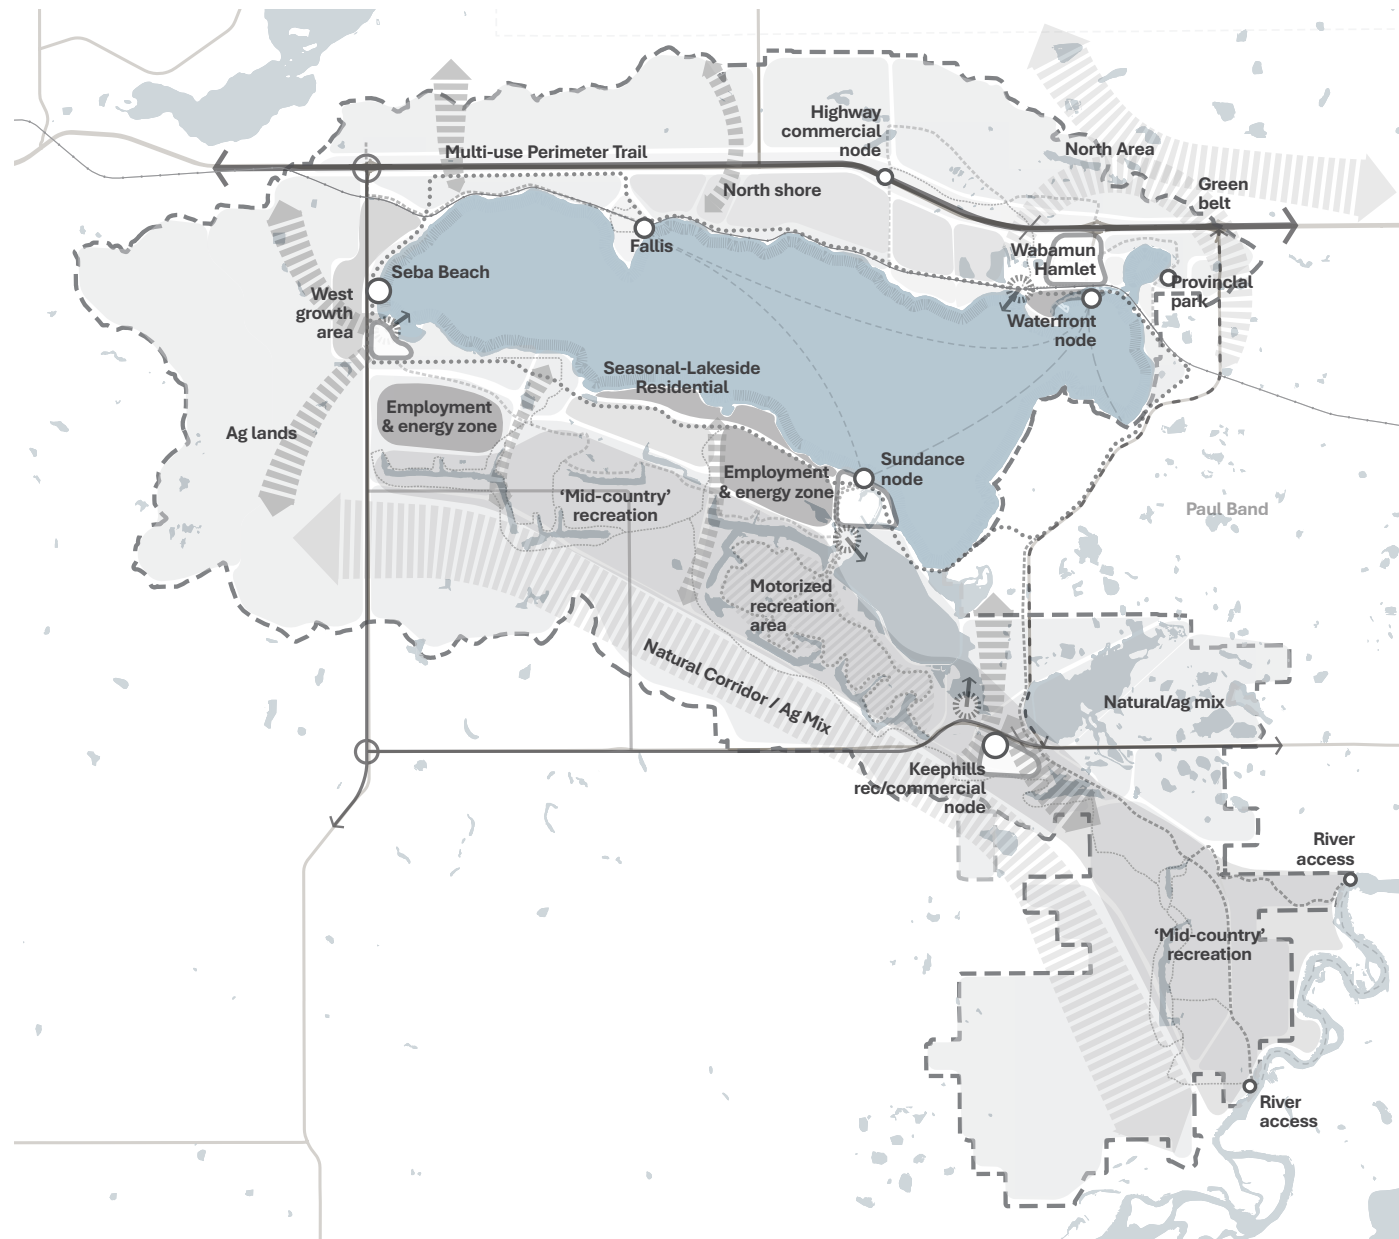 Highway
commercial
node
Multi-use Perimeter Trail
North Area
North shore
Green
belt
Fallis
Wabamun
Hamlet
Seba Beach
Provincial
park
West
growth
area
Waterfront
node
Seasonal-Lakeside
Residential
Employment
& energy zone
Ag lands
Sundance
node
Employment
& energy zone
'Mid-country'
recreation
Paul Band
Motorized
recreation
area
Natural Corridor / Ag Mix
Natural/ag mix
Keephills
rec/commercial
node
River
access
'Mid-country'
recreation
River
access